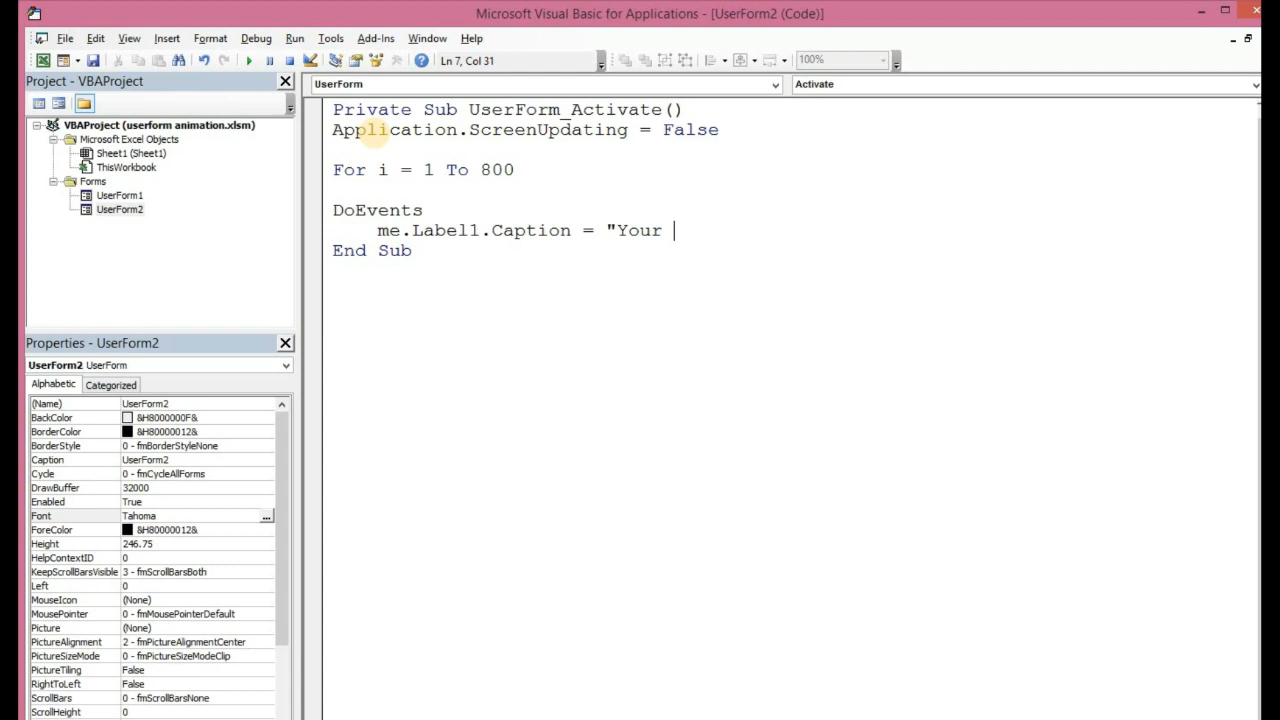 Microsoft Visual Basic for Applications - [UserForm2 (Code)]
File Edit View Insert Format Debug Run Tools Add-Ins Window Help
Ln 7, Col 31
100%
Project - VBAProject
VBAProject (userform animation.xlsm)
Microsoft Excel Objects
Sheet1 (Sheet1)
ThisWorkbook
Forms
UserForm1
UserForm2
Properties - UserForm2
UserForm2 UserForm
Alphabetic Categorized
(Name) UserForm2
BackColor &H8000000F&
BorderColor &H80000012&
BorderStyle 0 - fmBorderStyleNone
Caption UserForm2
Cycle 0 - fmCycleAllForms
DrawBuffer 32000
Enabled True
Font Tahoma ...
ForeColor &H80000012&
Height 246.75
HelpContextID 0
KeepScrollBarsVisible 3 - fmScrollBarsBoth
Left 0
MouseIcon (None)
MousePointer 0 - fmMousePointerDefault
Picture (None)
PictureAlignment 2 - fmPictureAlignmentCenter
PictureSizeMode 0 - fmPictureSizeModeClip
PictureTiling False
RightToLeft False
ScrollBars 0 - fmScrollBarsNone
ScrollHeight 0
UserForm Activate
Private Sub UserForm_Activate()
Application.ScreenUpdating = False
For i = 1 To 800
DoEvents
me.Label1.Caption = "Your
End Sub